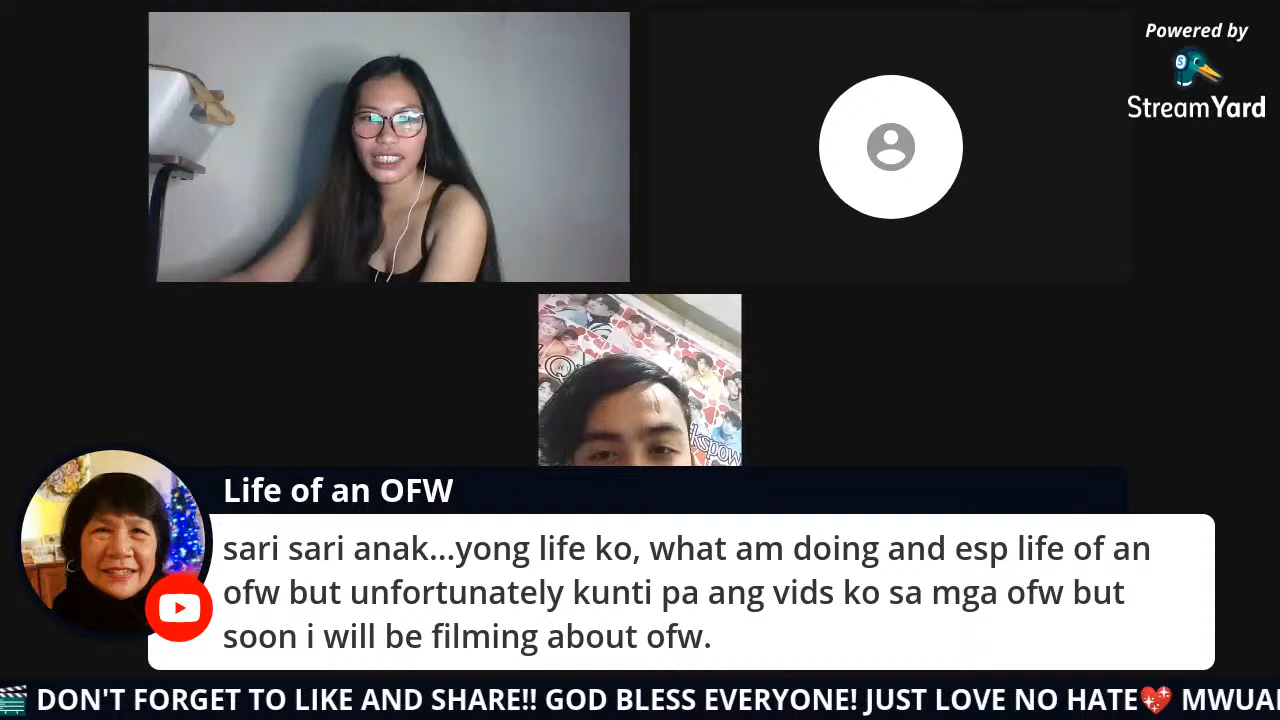 Powered by
StreamYard
kspow
Life of an OFW
sari sari anak...yong life ko, what am doing and esp life of an
ofw but unfortunately kunti pa ang vids ko sa mga ofw but
soon i will be filming about ofw.
DON'T FORGET TO LIKE AND SHARE!! GOD BLESS EVERYONE! JUST LOVE NO HATE💖 MWUA